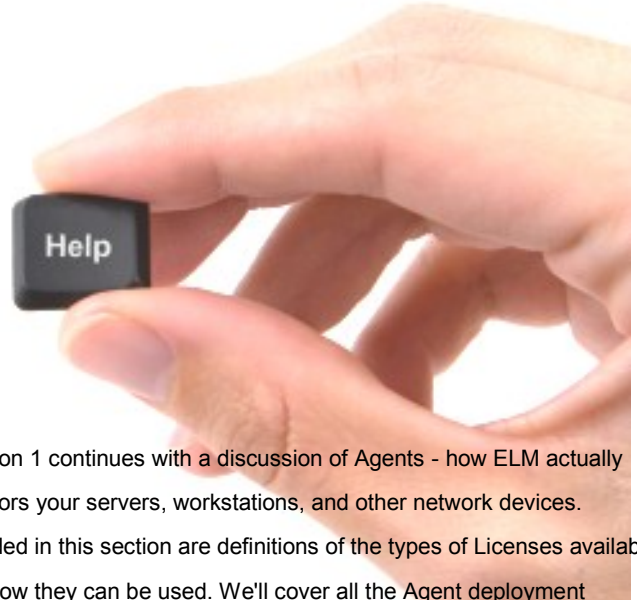 Help
on 1 continues with a discussion of Agents - how ELM actually
ors your servers, workstations, and other network devices.
led in this section are definitions of the types of Licenses availab
ow they can be used. We'll cover all the Agent deployment